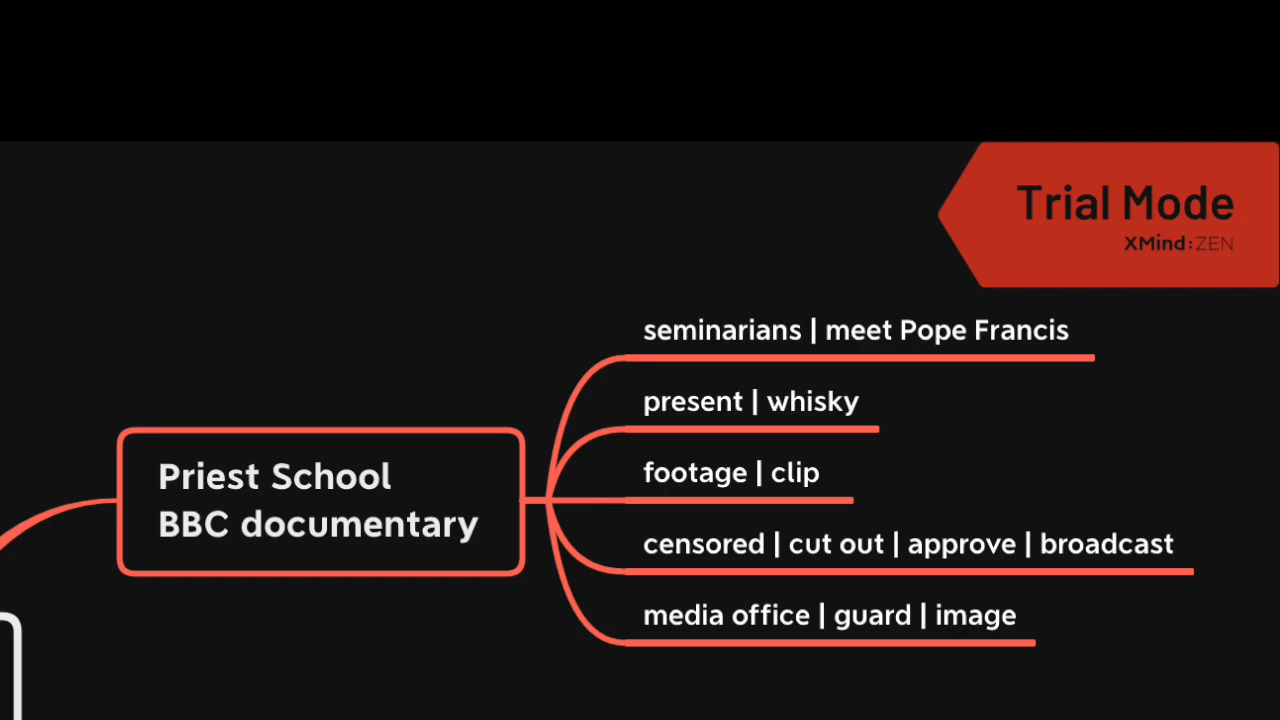 Trial Mode
XMind:ZEN
seminarians | meet Pope Francis
present | whisky
Priest School
BBC documentary
footage | clip
censored | cut out | approve | broadcast
media office | guard | image